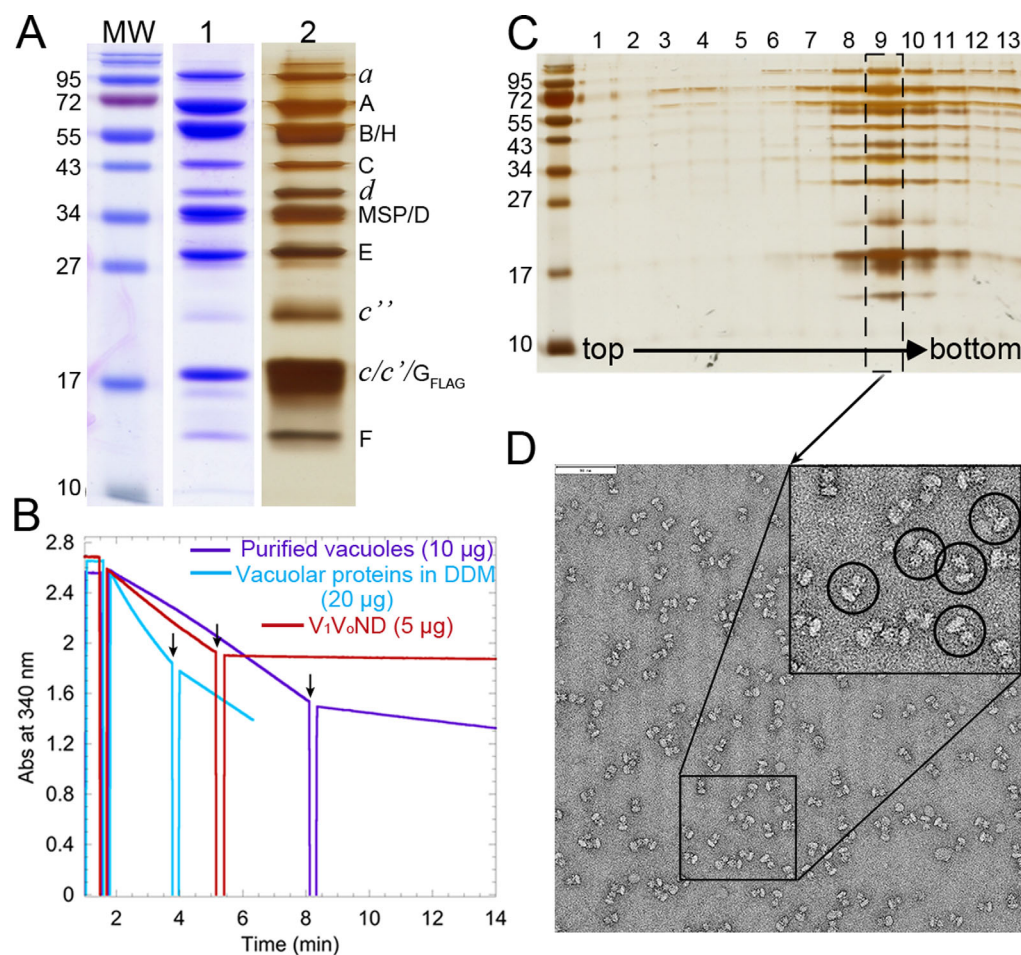 A
MW 1 2
95
72
55
43
34
27
17
10
a
A
B/H
C
d
MSP/D
E
c''
c/c'/G_FLAG
F
B
2.8
2.4
2
1.6
1.2
0.8
0.4
0
Abs at 340 nm
Purified vacuoles (10 µg)
Vacuolar proteins in DDM
(20 µg)
V₁VₒND (5 µg)
2 4 6 8 10 12 14
Time (min)
C
1 2 3 4 5 6 7 8 9 10 11 12 13
95
72
55
43
34
27
17
10
top bottom
D